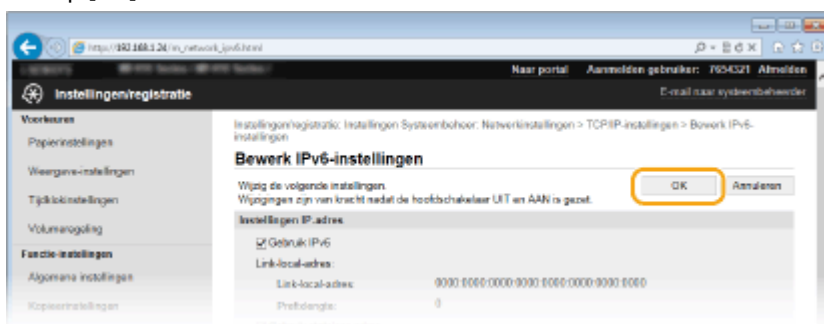 http://192.168.1.24/m_network_ipv6.html
Naar portal Aanmelden gebruiker: 7654321 Afmelden
Instellingen/registratie
E-mail naar systeembeheerder
Voorkeuren
Papierinstellingen
Weergave-instellingen
Tijdklokinstellingen
Volumeregeling
Functie-instellingen
Algemene instellingen
Kopieerinstellingen
Instellingen/registratie: Instellingen Systeembeheer: Netwerkinstellingen > TCP/IP-instellingen > Bewerk IPv6-
instellingen
Bewerk IPv6-instellingen
Wijzig de volgende instellingen.
Wijzigingen zijn van kracht nadat de hoofdschakelaar UIT en AAN is gezet.
OK Annuleren
Instellingen IP-adres
Gebruik IPv6
Link-local-adres:
Link-local-adres: 0000:0000:0000:0000:0000:0000:0000:0000
Prefixlengte: 0